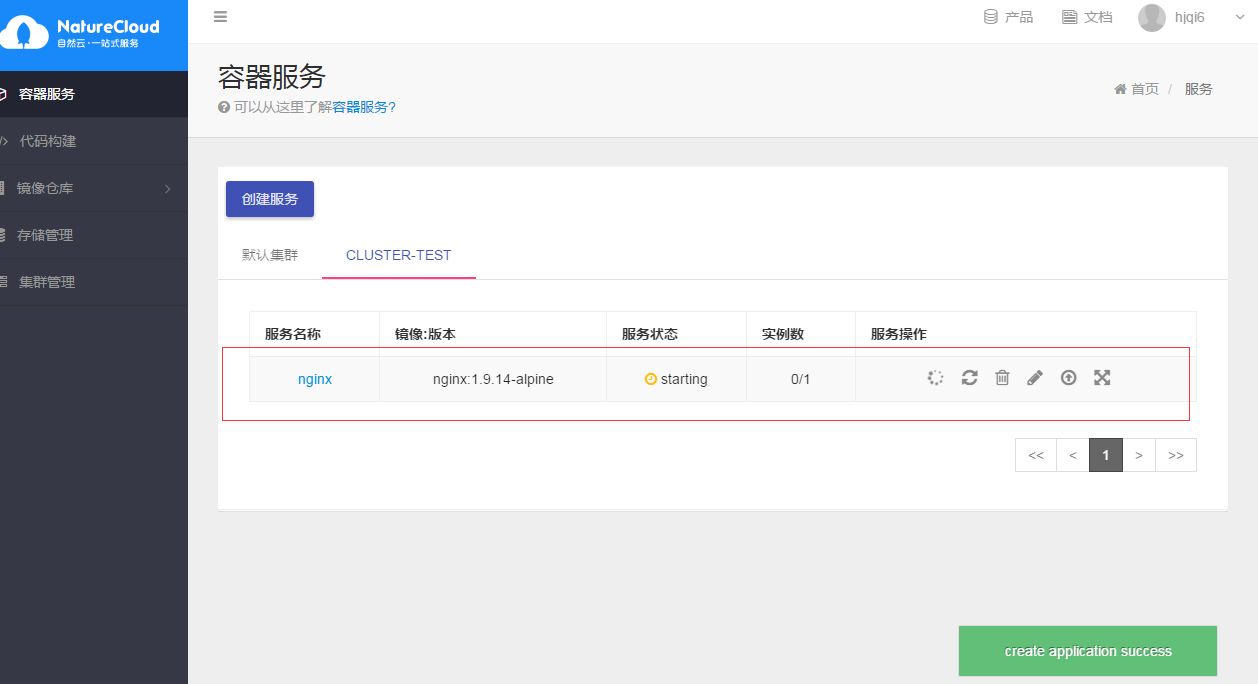 NatureCloud
自然云·一站式服务
产品
文档
hjqi6
容器服务
代码构建
镜像仓库
存储管理
集群管理
容器服务
可以从这里了解容器服务?
首页 / 服务
创建服务
默认集群
CLUSTER-TEST
服务名称
镜像:版本
服务状态
实例数
服务操作
nginx
nginx:1.9.14-alpine
starting
0/1
<< < 1 > >>
create application success